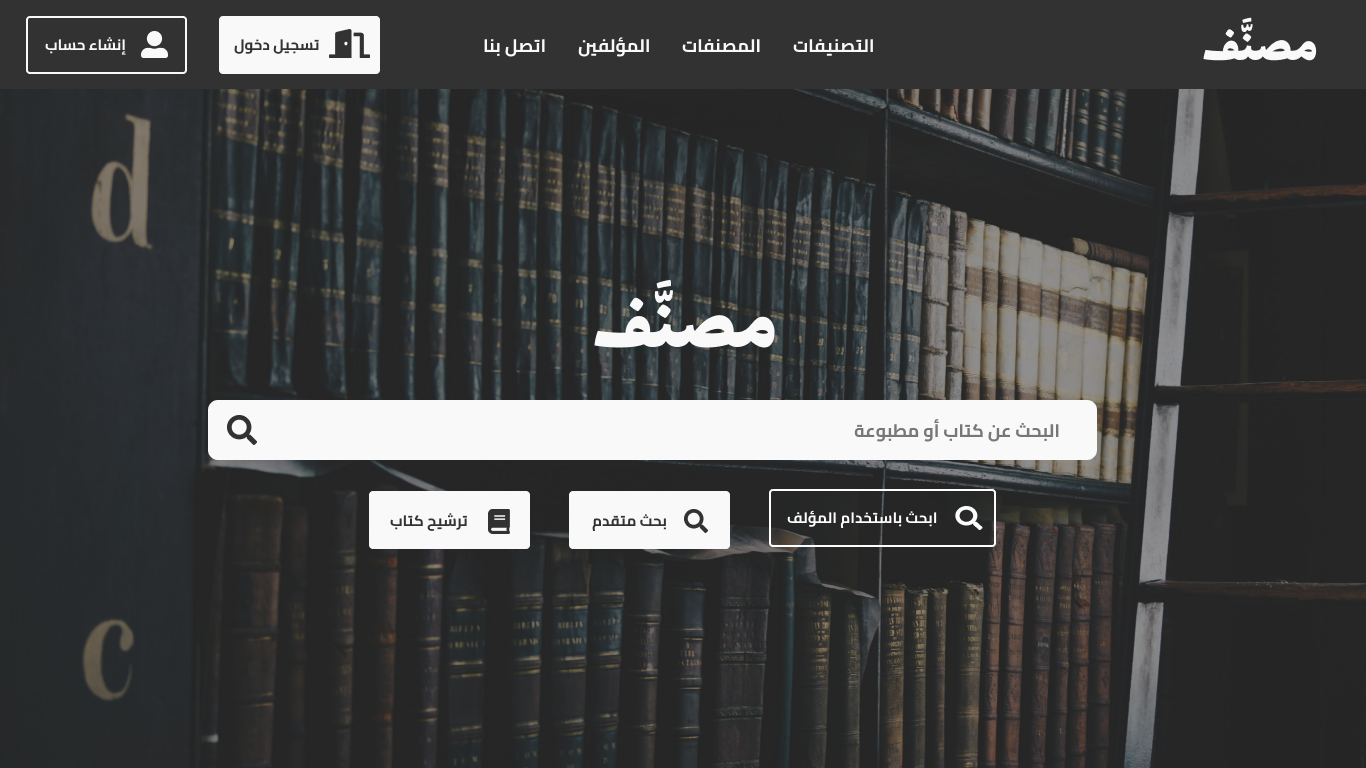 مصنَّف
التصنيفات
المصنفات
المؤلفين
اتصل بنا
تسجيل دخول
إنشاء حساب
d
مصنَّف
البحث عن كتاب أو مطبوعة
ابحث باستخدام المؤلف
بحث متقدم
ترشيح كتاب
c